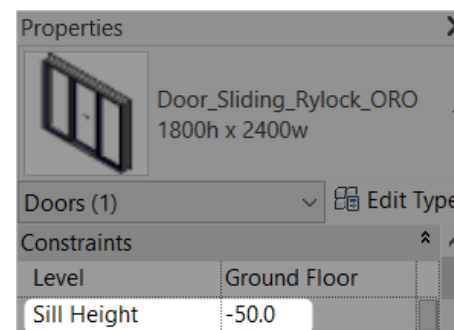 Properties
Door_Sliding_Rylock_ORO
1800h x 2400w
Doors (1) Edit Type
Constraints
Level Ground Floor
Sill Height -50.0